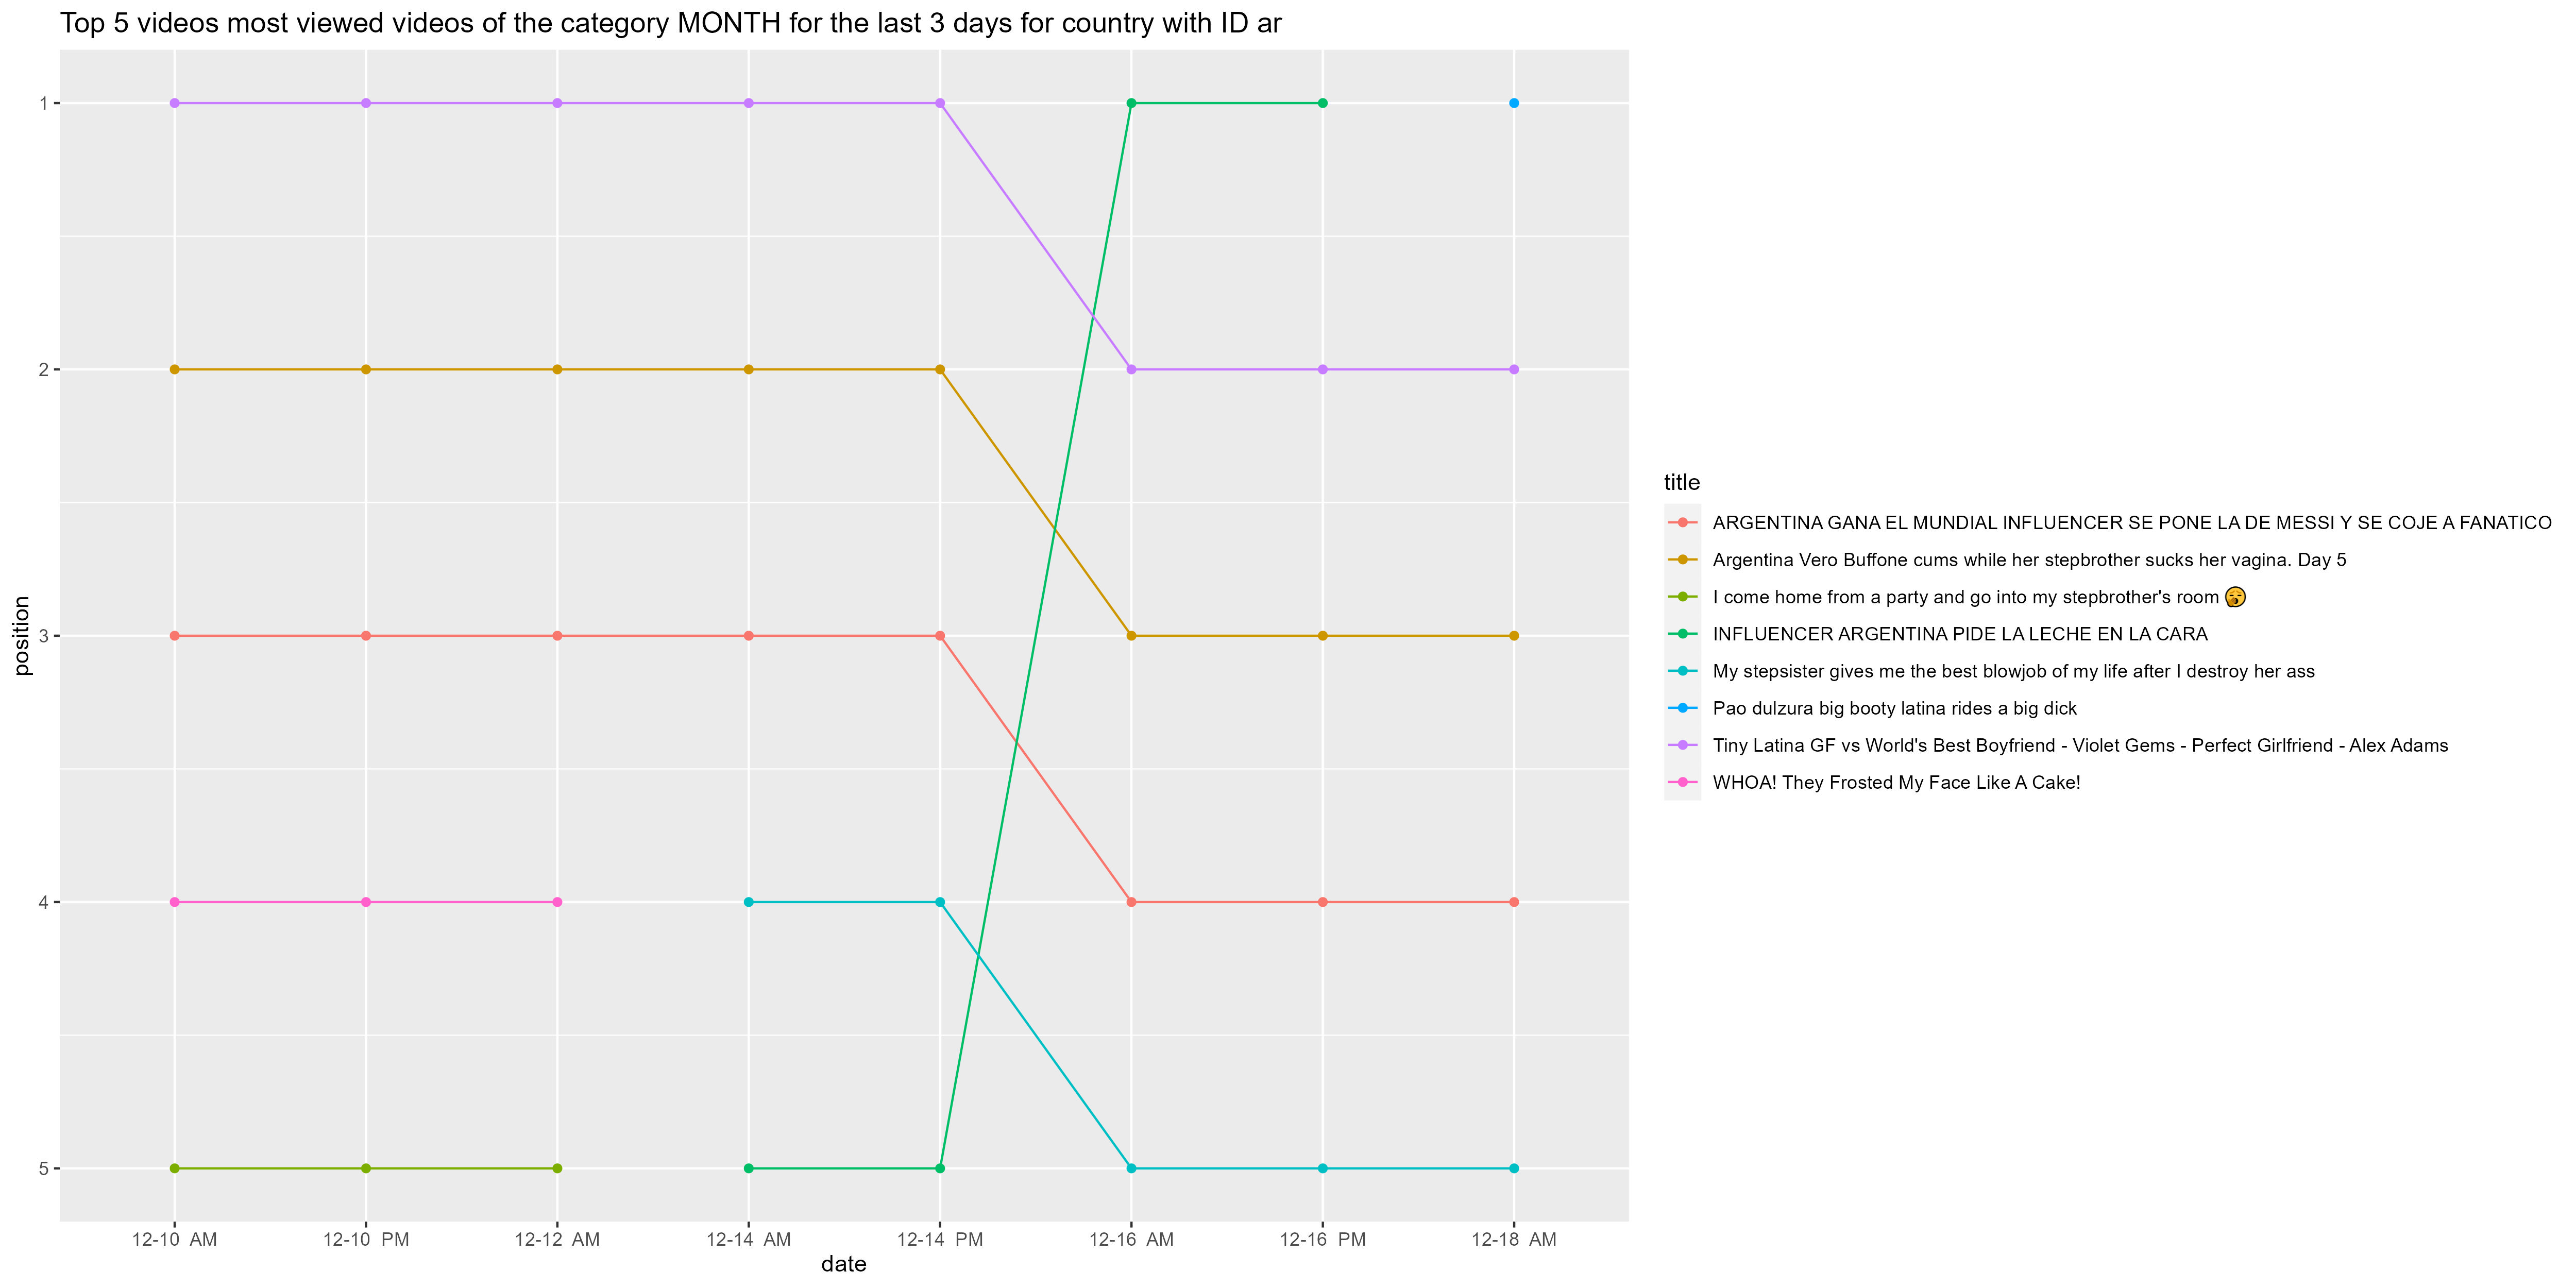 Top 5 videos most viewed videos of the category MONTH for the last 3 days for country with ID ar
position
1
2
3
4
5
12-10 AM
12-10 PM
12-12 AM
12-14 AM
12-14 PM
12-16 AM
12-16 PM
12-18 AM
date
title
ARGENTINA GANA EL MUNDIAL INFLUENCER SE PONE LA DE MESSI Y SE COJE A FANATICO
Argentina Vero Buffone cums while her stepbrother sucks her vagina. Day 5
I come home from a party and go into my stepbrother's room 🥱
INFLUENCER ARGENTINA PIDE LA LECHE EN LA CARA
My stepsister gives me the best blowjob of my life after I destroy her ass
Pao dulzura big booty latina rides a big dick
Tiny Latina GF vs World's Best Boyfriend - Violet Gems - Perfect Girlfriend - Alex Adams
WHOA! They Frosted My Face Like A Cake!